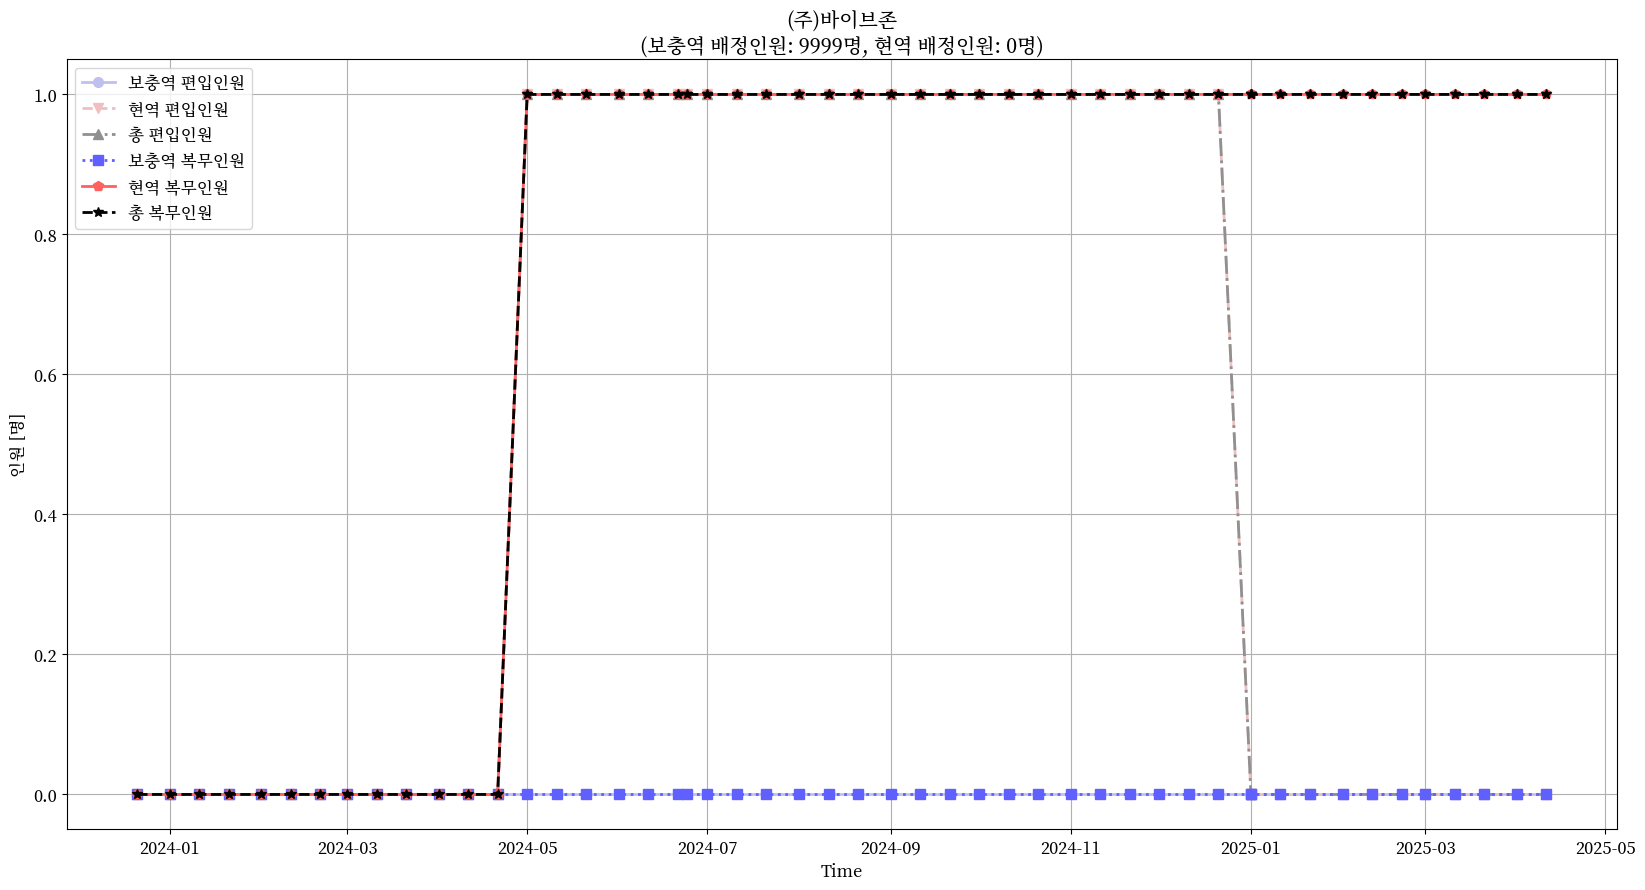 (주)바이브존
(보충역 배정인원: 9999명, 현역 배정인원: 0명)
보충역 편입인원
현역 편입인원
총 편입인원
보충역 복무인원
현역 복무인원
총 복무인원
인원 [명]
1.0
0.8
0.6
0.4
0.2
0.0
2024-01
2024-03
2024-05
2024-07
2024-09
2024-11
2025-01
2025-03
2025-05
Time